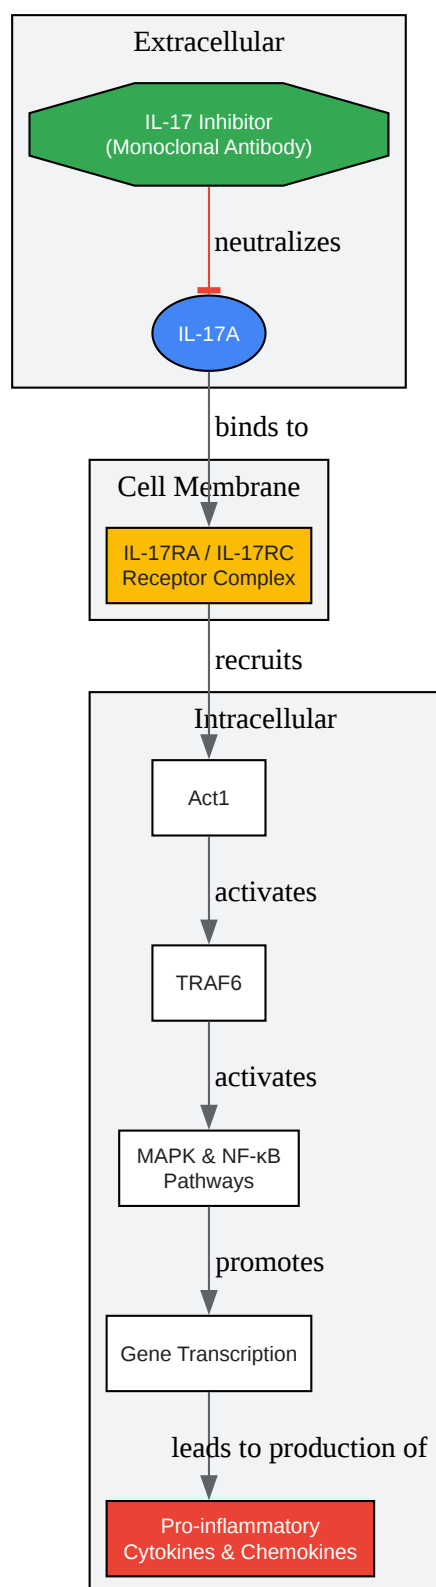 Extracellular
IL-17 Inhibitor
(Monoclonal Antibody)
neutralizes
IL-17A
binds to
Cell Membrane
IL-17RA / IL-17RC
Receptor Complex
recruits
Intracellular
Act1
activates
TRAF6
activates
MAPK & NF-κB
Pathways
promotes
Gene Transcription
leads to production of
Pro-inflammatory
Cytokines & Chemokines